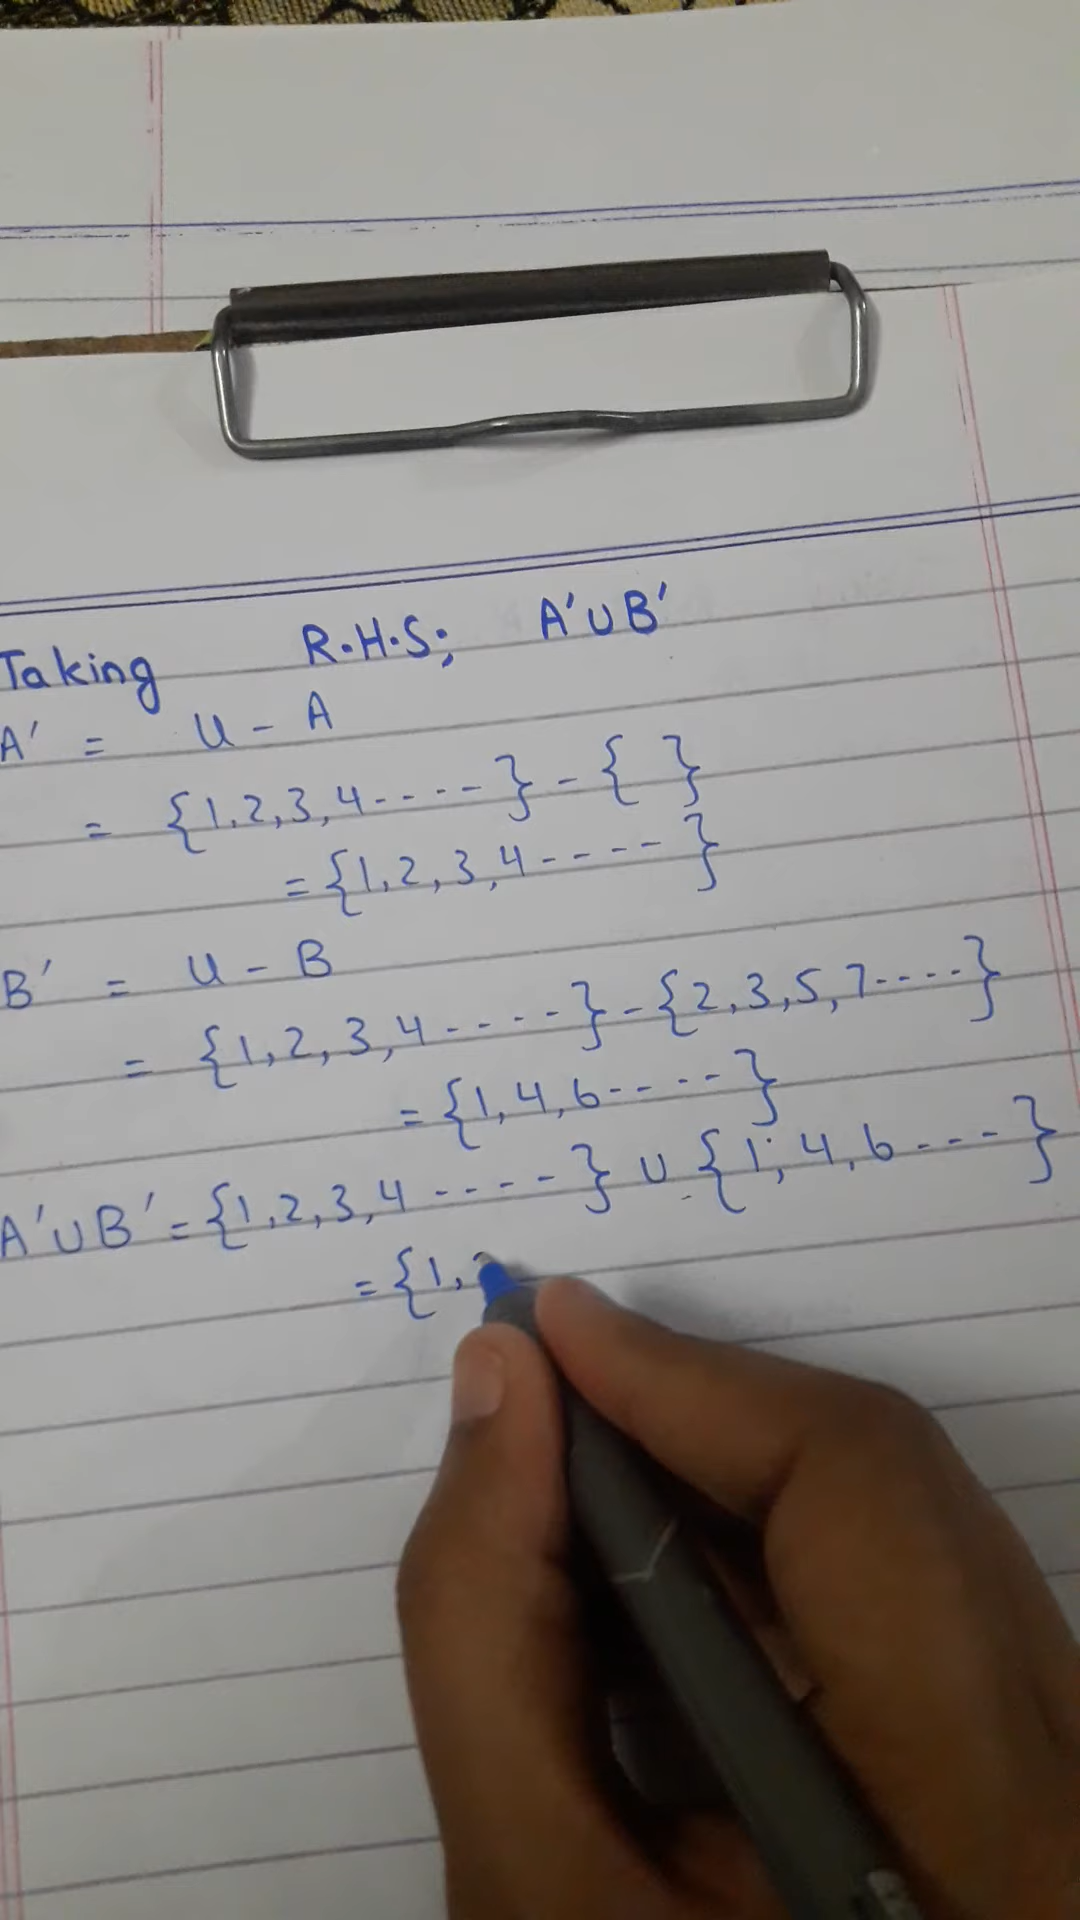 Taking R.H.S; A'∪B'
A' = U - A
= {1,2,3,4----} - { }
= {1,2,3,4----}
B' = U - B
= {1,2,3,4----} - {2,3,5,7----}
= {1,4,6----}
A'∪B' = {1,2,3,4----} ∪ {1,4,6---}
= {1,